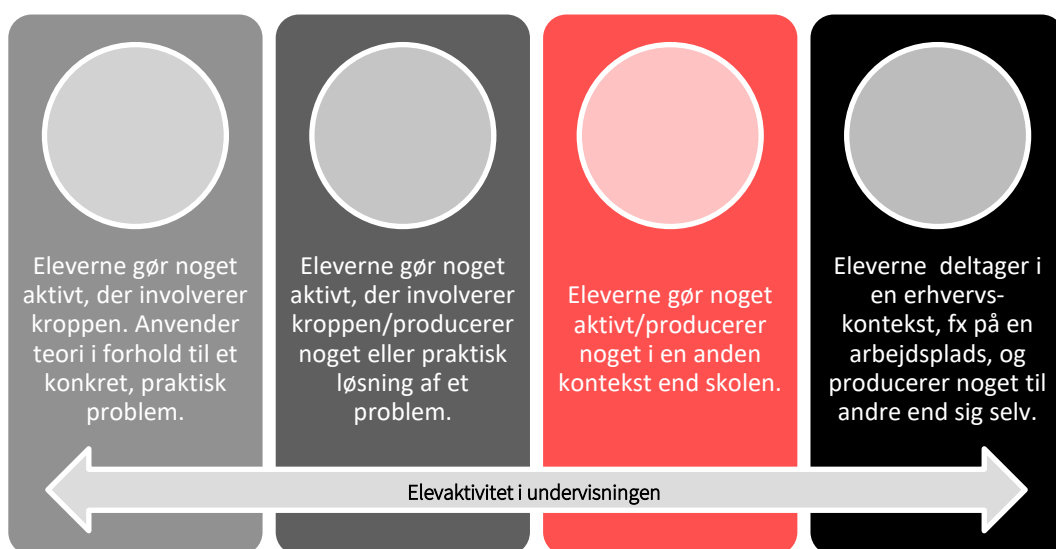 Eleverne gør noget
aktivt, der involverer
kroppen. Anvender
teori i forhold til et
konkret, praktisk
problem.
Eleverne gør noget
aktivt, der involverer
kroppen/producerer
noget eller praktisk
løsning af et
problem.
Eleverne gør noget
aktivt/producerer
noget i en anden
kontekst end skolen.
Eleverne deltager i
en erhvervs-
kontekst, fx på en
arbejdsplads, og
producerer noget til
andre end sig selv.
Elevaktivitet i undervisningen